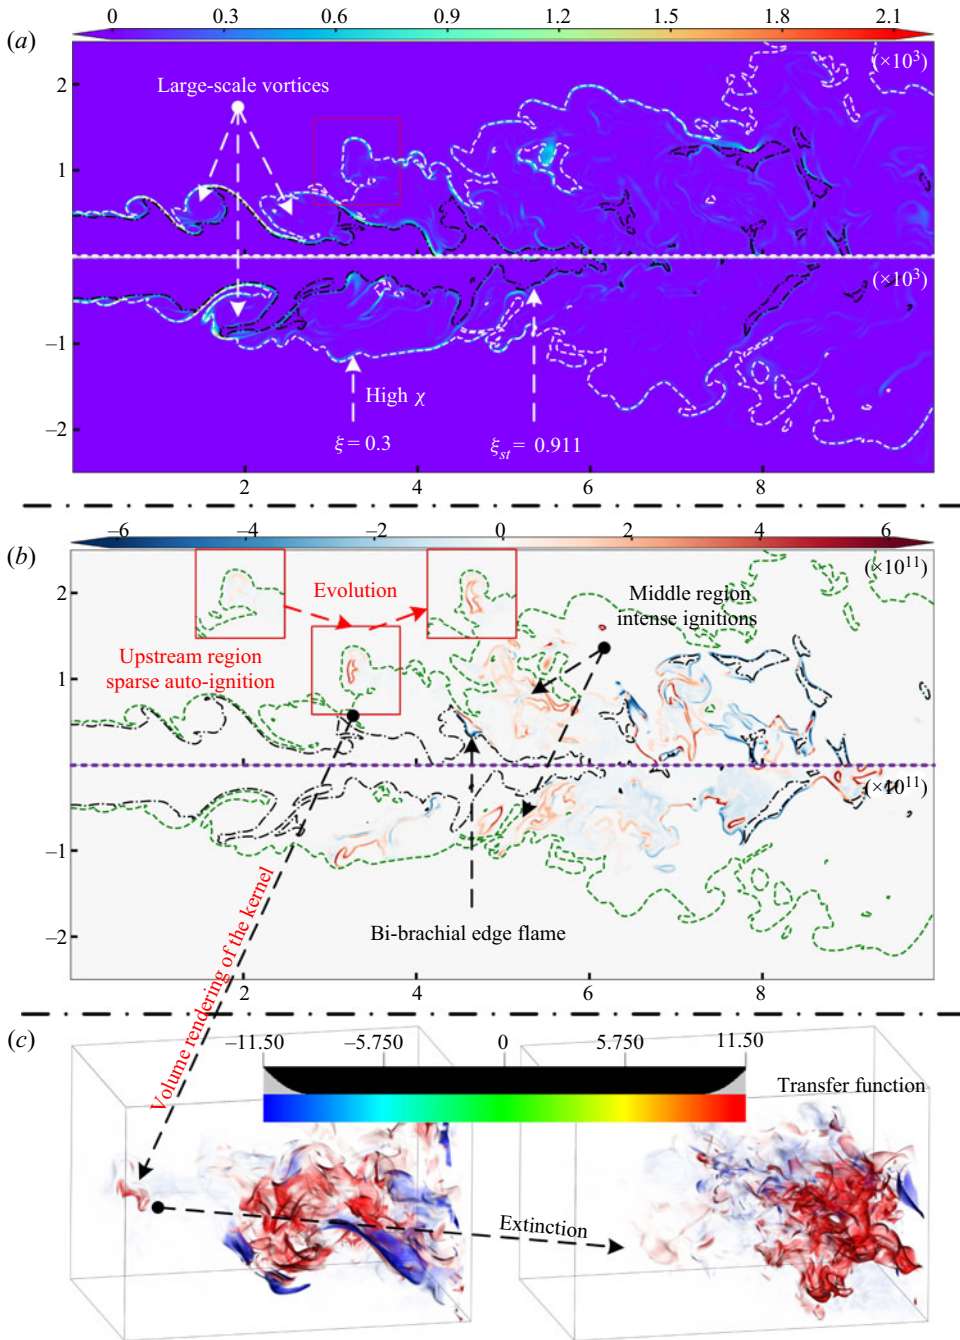 0 0.3 0.6 0.9 1.2 1.5 1.8 2.1
(a)
(×10³)
2
Large-scale vortices
1
(×10³)
–1
High χ
–2
ξ = 0.3
ξst = 0.911
2 4 6 8
–6 –4 –2 0 2 4 6
(b)
(×10¹¹)
2
Evolution
Middle region
intense ignitions
Upstream region
sparse auto-ignition
1
(×10¹¹)
–1
Bi-brachial edge flame
–2
2 4 6 8
Volume rendering of the kernel
(c)
–11.50 –5.750 0 5.750 11.50
Transfer function
Extinction